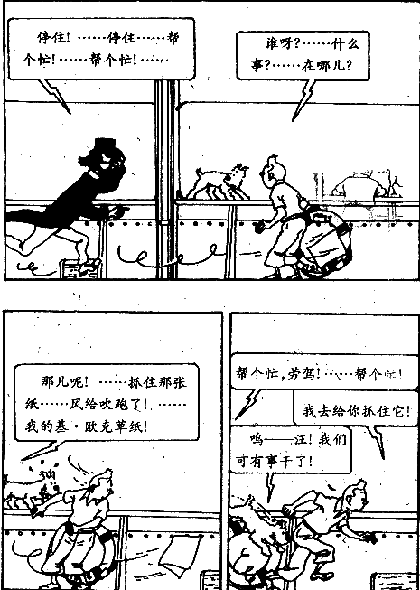 停住！……停住……帮
个忙！……帮个忙！……
谁呀？……什么
事？……在哪儿？
那儿呢！……抓住那张
纸……风给吹跑了！……
我的基·欧克草纸！
帮个忙，劳驾！……帮个忙！
我去给你抓住它！
呜——汪！我们
可有事干了！